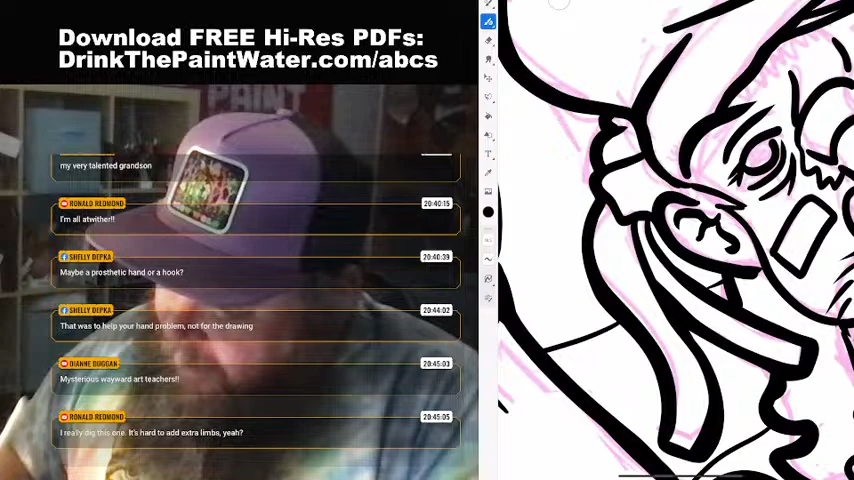 Download FREE Hi-Res PDFs:
DrinkThePaintWater.com/abcs
PAINT
my very talented grandson
RONALD REDMOND 20:40:15
I'm all atwither!!
SHELLY DEPKA 20:40:39
Maybe a prosthetic hand or a hook?
SHELLY DEPKA 20:44:02
That was to help your hand problem, not for the drawing
DIANNE DUGGAN 20:45:03
Mysterious wayward art teachers!!
RONALD REDMOND 20:45:05
I really dig this one. It's hard to add extra limbs, yeah?